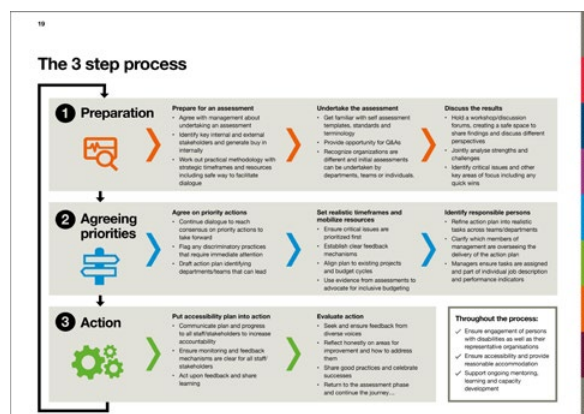 19
The 3 step process
1 Preparation
Prepare for an assessment
• Agree with management about
undertaking an assessment
• Identify key internal and external
stakeholders and generate buy in
internally
• Work out practical methodology with
strategic timeframes and resources
including safe way to facilitate
dialogue
Undertake the assessment
• Get familiar with self assessment
templates, standards and
terminology
• Provide opportunity for Q&As
• Recognize organizations are
different and initial assessments
can be undertaken by
departments, teams or individuals.
Discuss the results
• Hold a workshop/discussion
forums, creating a safe space to
share findings and discuss different
perspectives
• Jointly analyse strengths and
challenges
• Identify critical issues and other
key areas of focus including any
quick wins
2 Agreeing
priorities
Agree on priority actions
• Continue dialogue to reach
consensus on priority actions to
take forward
• Flag any discriminatory practices
that require immediate attention
• Draft action plan identifying
departments/teams that can lead
Set realistic timeframes and
mobilize resources
• Ensure critical issues are
prioritized first
• Establish clear feedback
mechanisms
• Align plan to existing projects
and budget cycles
• Use evidence from assessments to
advocate for inclusive budgeting
Identify responsible persons
• Refine action plan into realistic
tasks across teams/departments
• Clarify which members of
management are overseeing the
delivery of the action plan
• Managers ensure tasks are assigned
and part of individual job description
and performance indicators
3 Action
Put accessibility plan into action
• Communicate plan and progress
to all staff/stakeholders to increase
accountability
• Ensure monitoring and feedback
mechanisms are clear for all staff/
stakeholders
• Act upon feedback and share
learning
Evaluate action
• Seek and ensure feedback from
diverse voices
• Reflect honestly on areas for
improvement and how to address
them
• Share good practices and celebrate
successes
• Return to the assessment phase
and continue the journey....
Throughout the process:
✓ Ensure engagement of persons
with disabilities as well as their
representative organisations
✓ Ensure accessibility and provide
reasonable accommodation
✓ Support ongoing mentoring,
learning and capacity
development